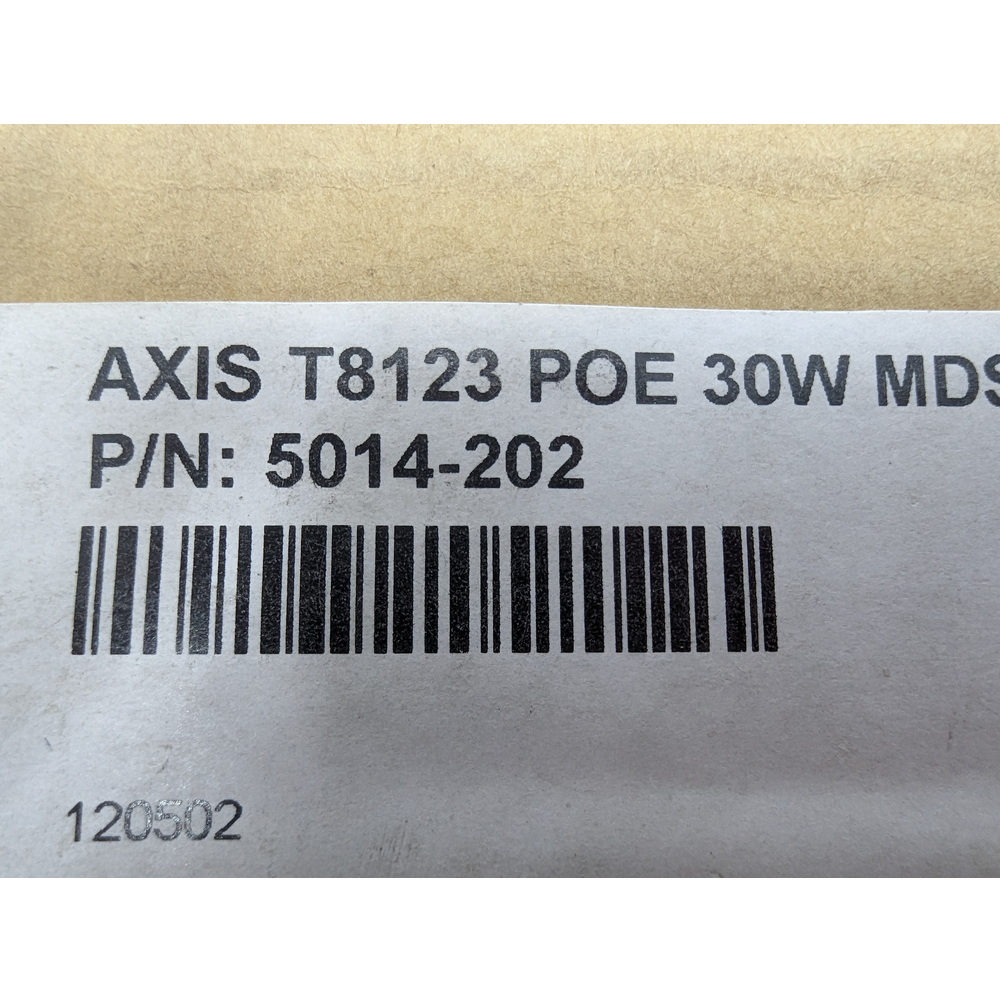 AXIS T8123 POE 30W MDS
P/N: 5014-202
120502